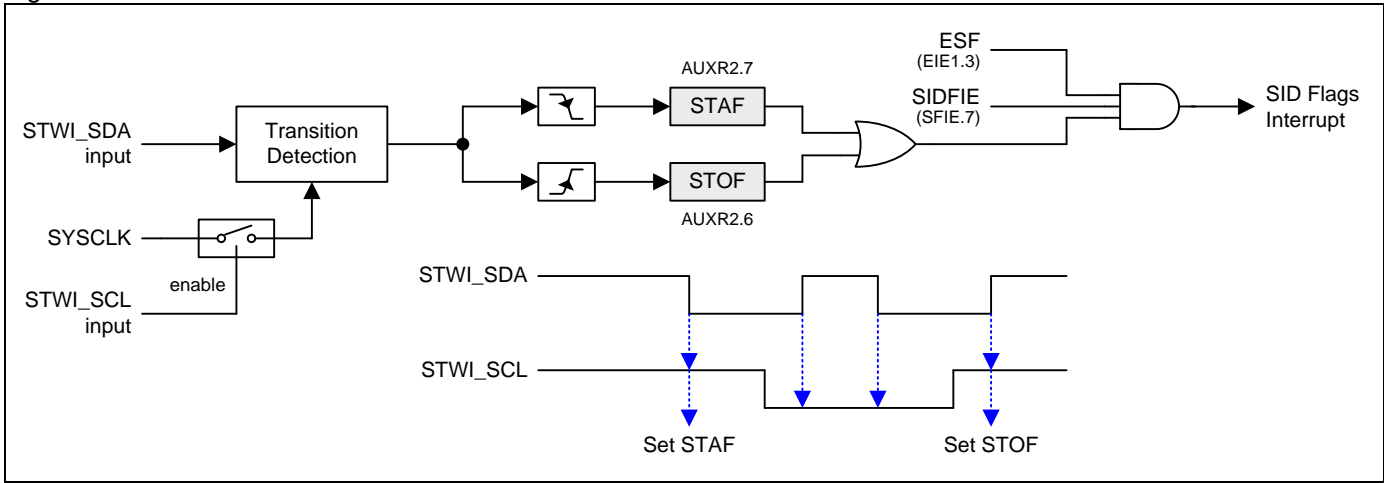 ESF
(EIE1.3)
AUXR2.7
STAF
SIDFIE
(SFIE.7)
SID Flags
Interrupt
STWI_SDA
input
Transition
Detection
STOF
AUXR2.6
SYSCLK
enable
STWI_SCL
input
STWI_SDA
STWI_SCL
Set STAF
Set STOF